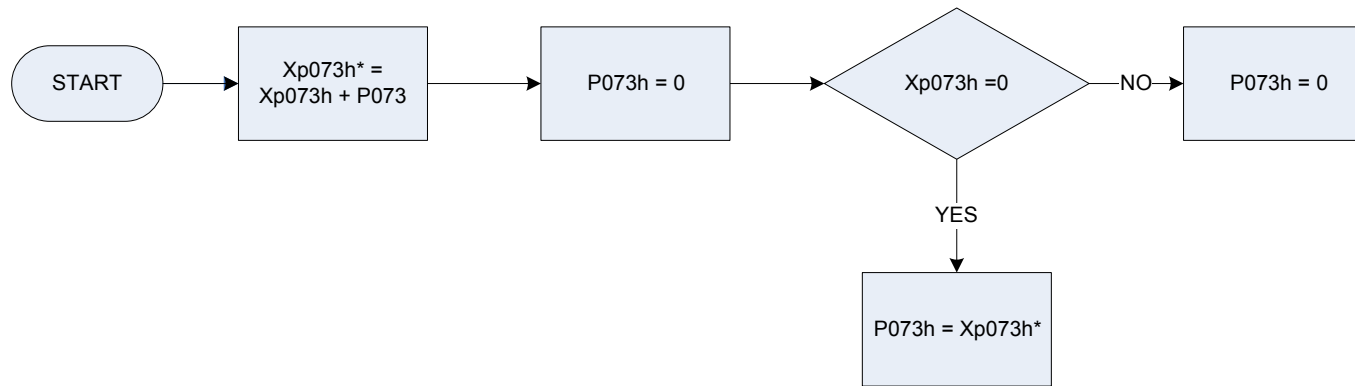 START
Xp073h* =
Xp073h + P073
P073h = 0
Xp073h =0
NO
P073h = 0
YES
P073h = Xp073h*